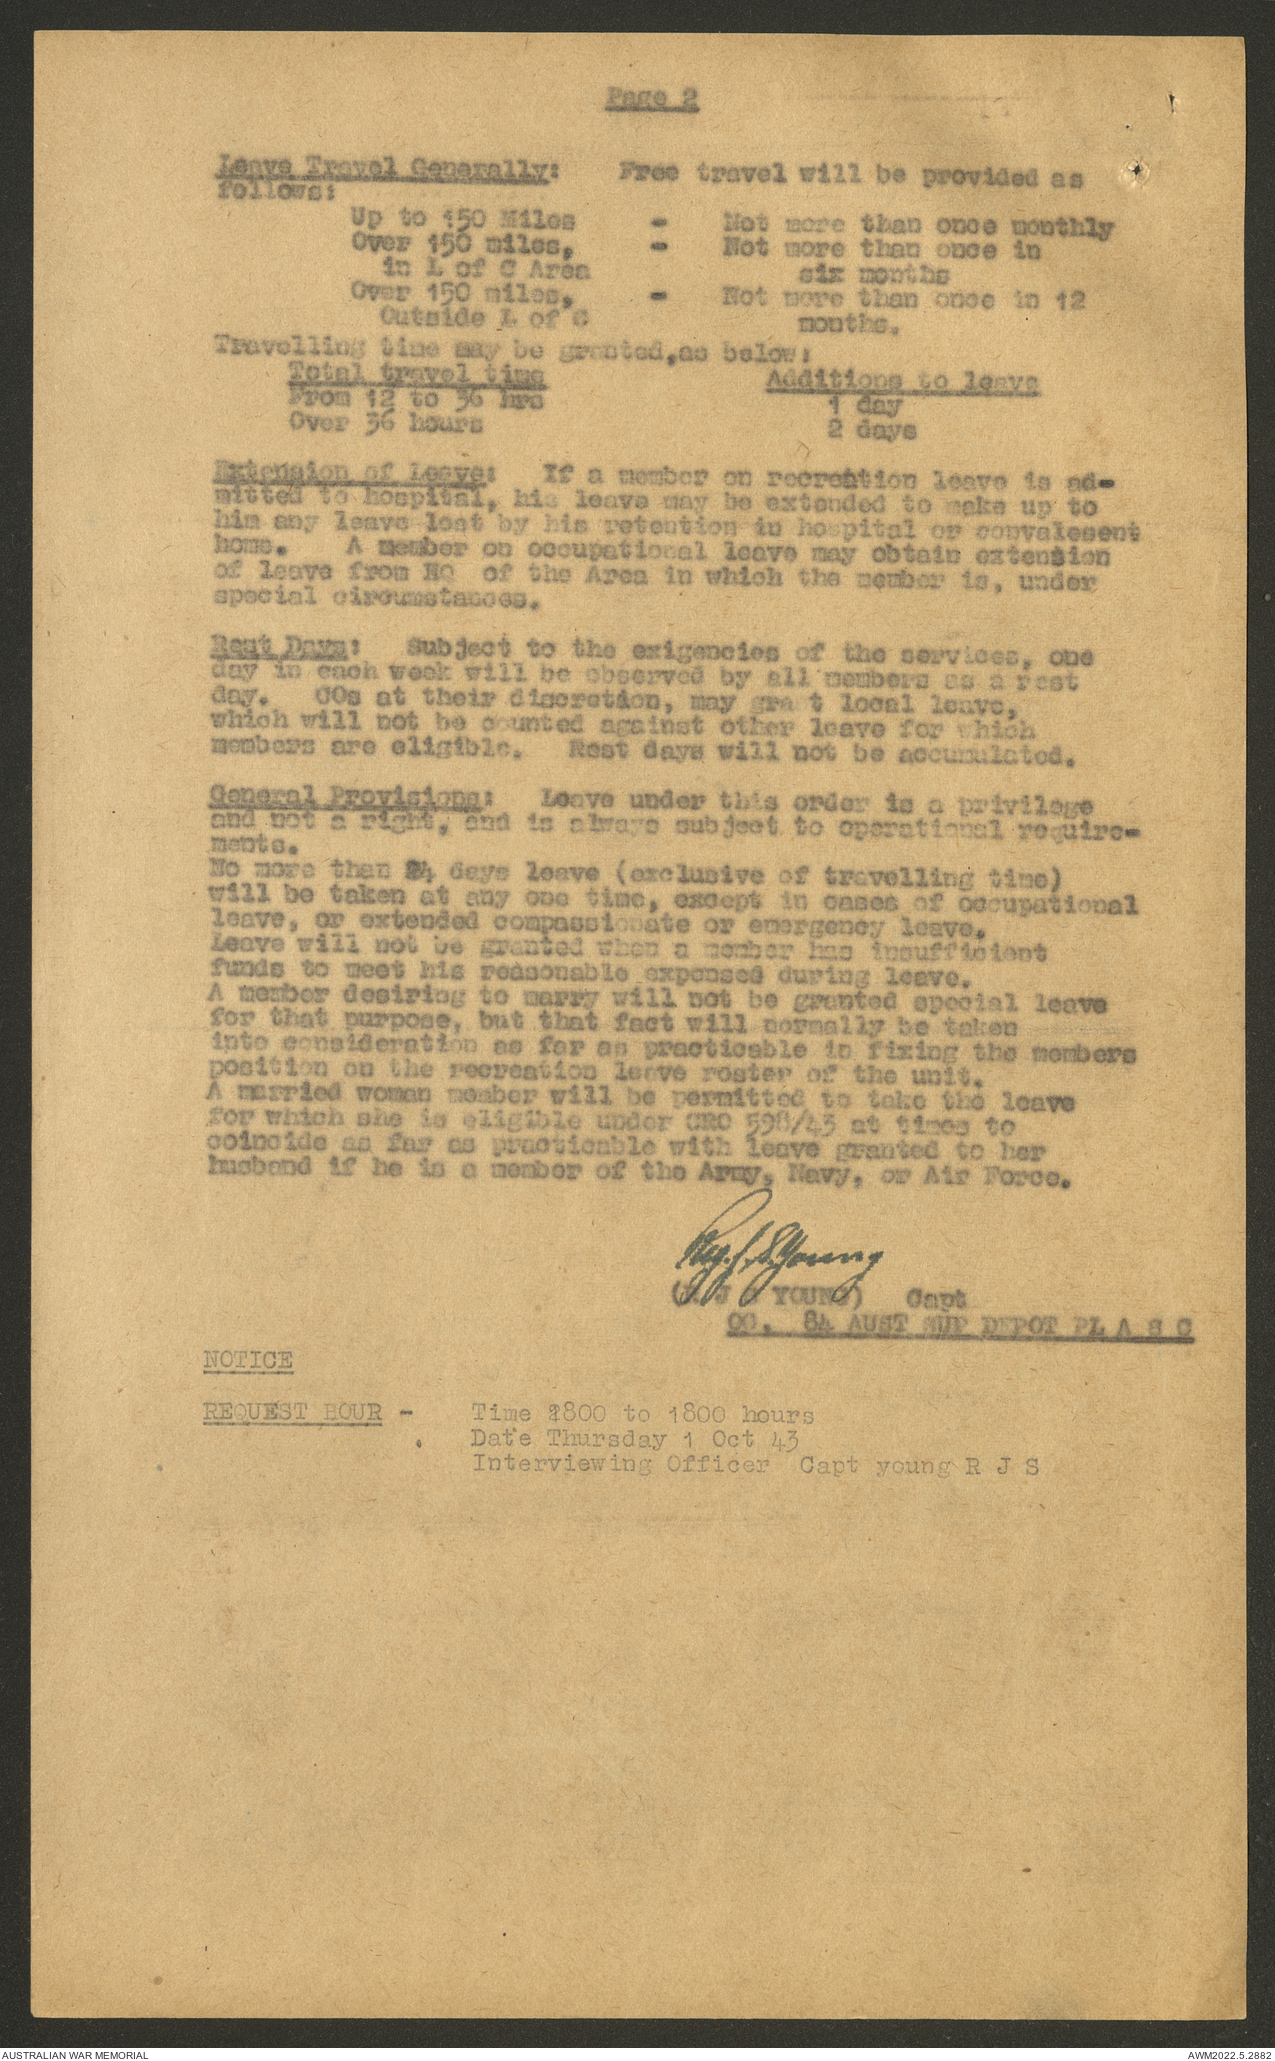 Page 2
Leave Travel Generally:   Free travel will be provided as
follows:
Up to 150 Miles   -   Not more than once monthly
Over 150 miles,   -   Not more than once in
in L of C Area   six months
Over 150 miles,   -   Not more than once in 12
Outside L of C   months.
Travelling time may be granted,as below:
Total travel time   Additions to leave
From 12 to 36 hrs   1 day
Over 36 hours   2 days
Extension of Leave:   If a member on recreation leave is ad-
mitted to hospital, his leave may be extended to make up to
him any leave lost by his retention in hospital or convalesent
home.   A member on occupational leave may obtain extension
of leave from HQ  of the Area in which the member is, under
special circumstances.
Rest Days:   Subject to the exigencies of the services, one
day in each week will be observed by all members as a rest
day.   COs at their discretion, may grant local leave,
which will not be counted against other leave for which
members are eligible.   Rest days will not be accumulated.
General Provisions:   Leave under this order is a privilege
and not a right, and is always subject to operational require-
ments.
No more than 24 days leave (exclusive of travelling time)
will be taken at any one time, except in cases of occupational
leave, or extended compassionate or emergency leave.
Leave will not be granted when a member has insufficient
funds to meet his reasonable expenses during leave.
A member desiring to marry will not be granted special leave
for that purpose, but that fact will normally be taken
into consideration as far as practicable in fixing the members
position on the recreation leave roster of the unit.
A married woman member will be permitted to take the leave
for which she is eligible under GRO 598/43 at times to
coincide as far as practicable with leave granted to her
husband if he is a member of the Army, Navy, or Air Force.
Reg. J. S. Young
(R J S YOUNG)   Capt
OC.  84 AUST SUP DEPOT PL A S C
NOTICE
REQUEST HOUR -   Time 1800 to 1800 hours
Date Thursday 1 Oct 43
Interviewing Officer  Capt young R J S
AUSTRALIAN WAR MEMORIAL   AWM2022.5.2882